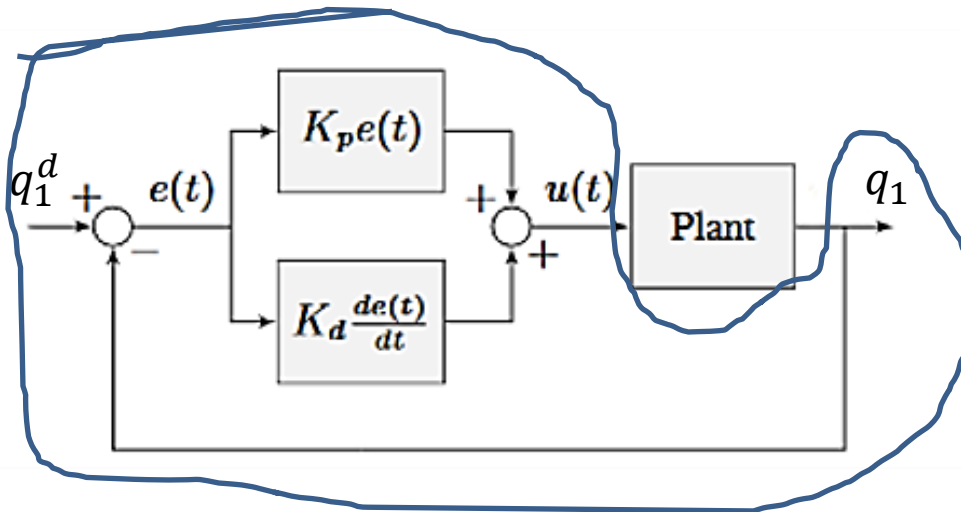 K_p e(t)
q_1^d + e(t) + u(t) Plant q_1
− +
K_d de(t)/dt